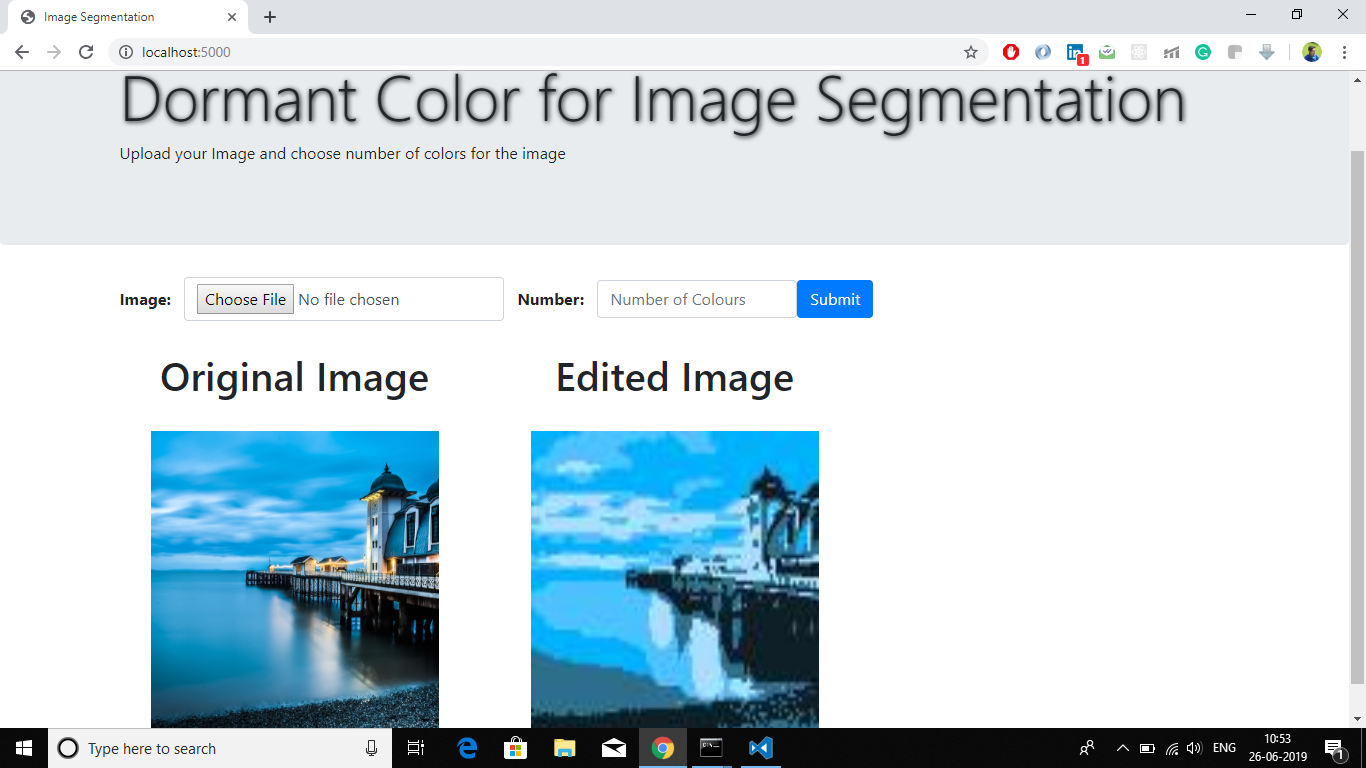 Image Segmentation
localhost:5000
1
Dormant Color for Image Segmentation
Upload your Image and choose number of colors for the image
Image: Choose File No file chosen Number: Number of Colours Submit
Original Image Edited Image
Type here to search
ENG
10:53
26-06-2019
1